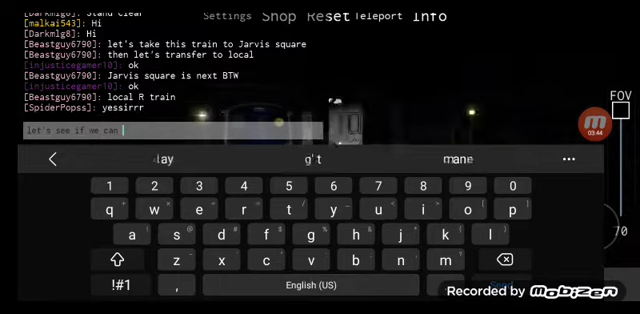 [Darkmlg8]: Stand clear
Settings Shop Reset Teleport Info
[malkai543]: Hi
[Darkmlg8]: Hi
[Beastguy6790]: let's take this train to Jarvis square
[Beastguy6790]: then let's transfer to local
[injusticegamer10]: ok
[Beastguy6790]: Jarvis square is next BTW
[injusticegamer10]: ok
[Beastguy6790]: local R train
[SpiderPopss]: yessirrr
FOV
let's see if we can
03:44
1 2 3 4 5 6 7 8 9 0
q w e r t y u i o p
70
a s d f g h j k l
@ # & * ( )
z x c v b n m
!#1 , English (US) Send
Recorded by MOBIZEN